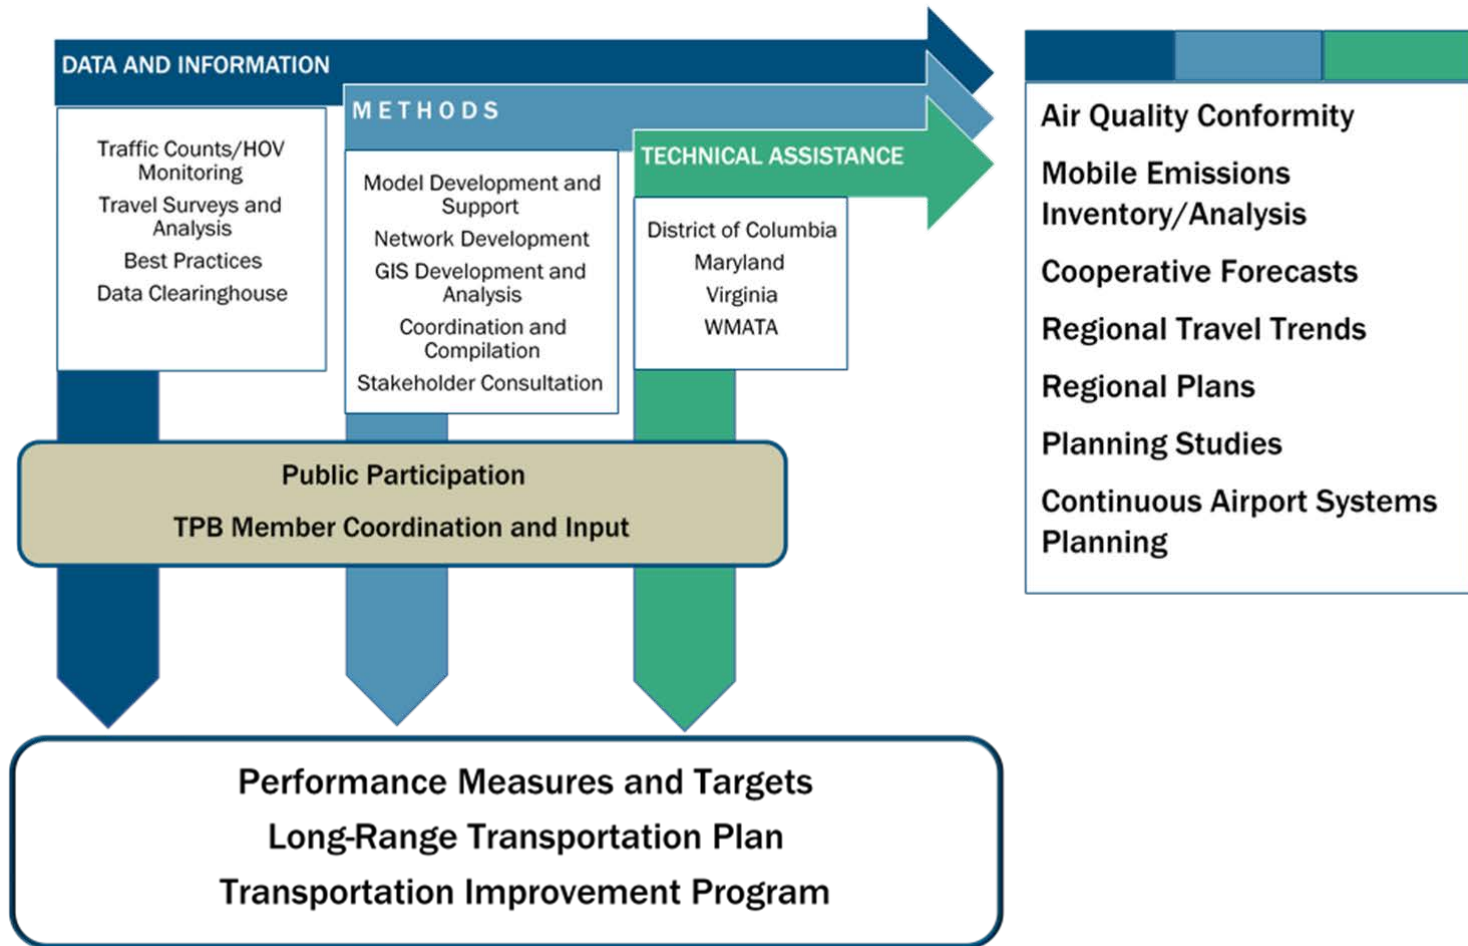 DATA AND INFORMATION
Traffic Counts/HOV
Monitoring
Travel Surveys and
Analysis
Best Practices
Data Clearinghouse
METHODS
Model Development and
Support
Network Development
GIS Development and
Analysis
Coordination and
Compilation
Stakeholder Consultation
TECHNICAL ASSISTANCE
District of Columbia
Maryland
Virginia
WMATA
Air Quality Conformity
Mobile Emissions
Inventory/Analysis
Cooperative Forecasts
Regional Travel Trends
Regional Plans
Planning Studies
Continuous Airport Systems
Planning
Public Participation
TPB Member Coordination and Input
Performance Measures and Targets
Long-Range Transportation Plan
Transportation Improvement Program